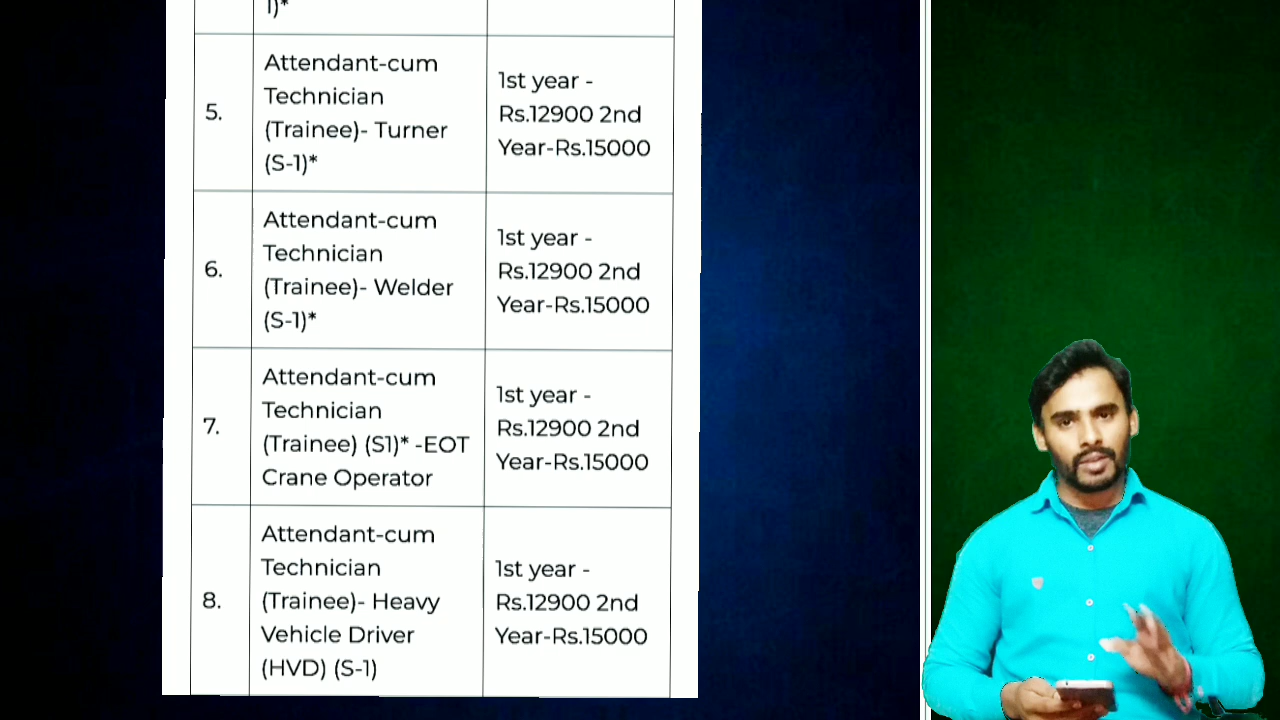 1)*
5.
Attendant-cum
Technician
(Trainee)- Turner
(S-1)*
1st year -
Rs.12900 2nd
Year-Rs.15000
6.
Attendant-cum
Technician
(Trainee)- Welder
(S-1)*
1st year -
Rs.12900 2nd
Year-Rs.15000
7.
Attendant-cum
Technician
(Trainee) (S1)* -EOT
Crane Operator
1st year -
Rs.12900 2nd
Year-Rs.15000
8.
Attendant-cum
Technician
(Trainee)- Heavy
Vehicle Driver
(HVD) (S-1)
1st year -
Rs.12900 2nd
Year-Rs.15000